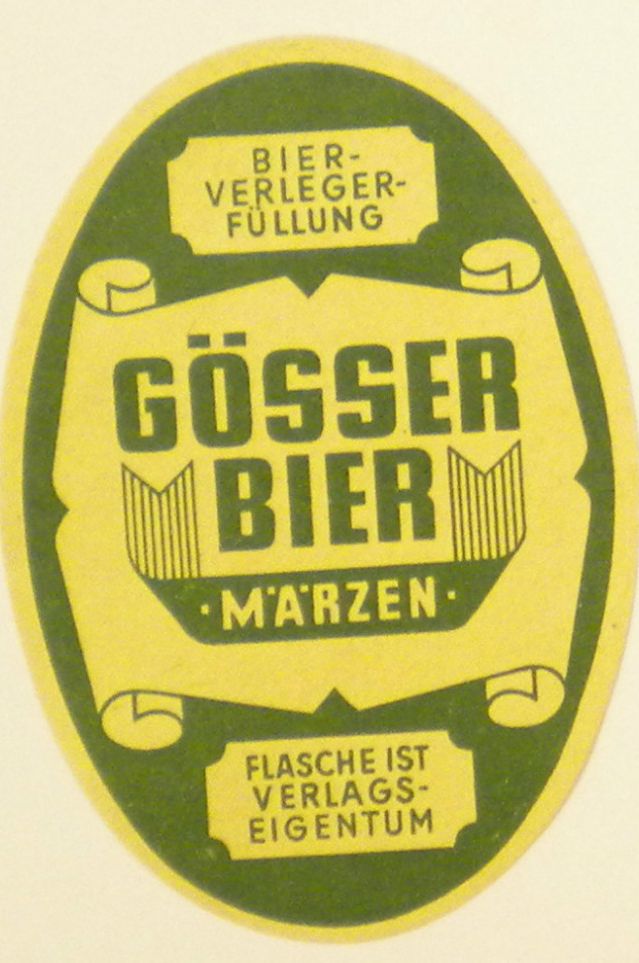 BIER-
VERLEGER-
FÜLLUNG
GÖSSER
BIER
·MÄRZEN·
FLASCHE IST
VERLAGS-
EIGENTUM